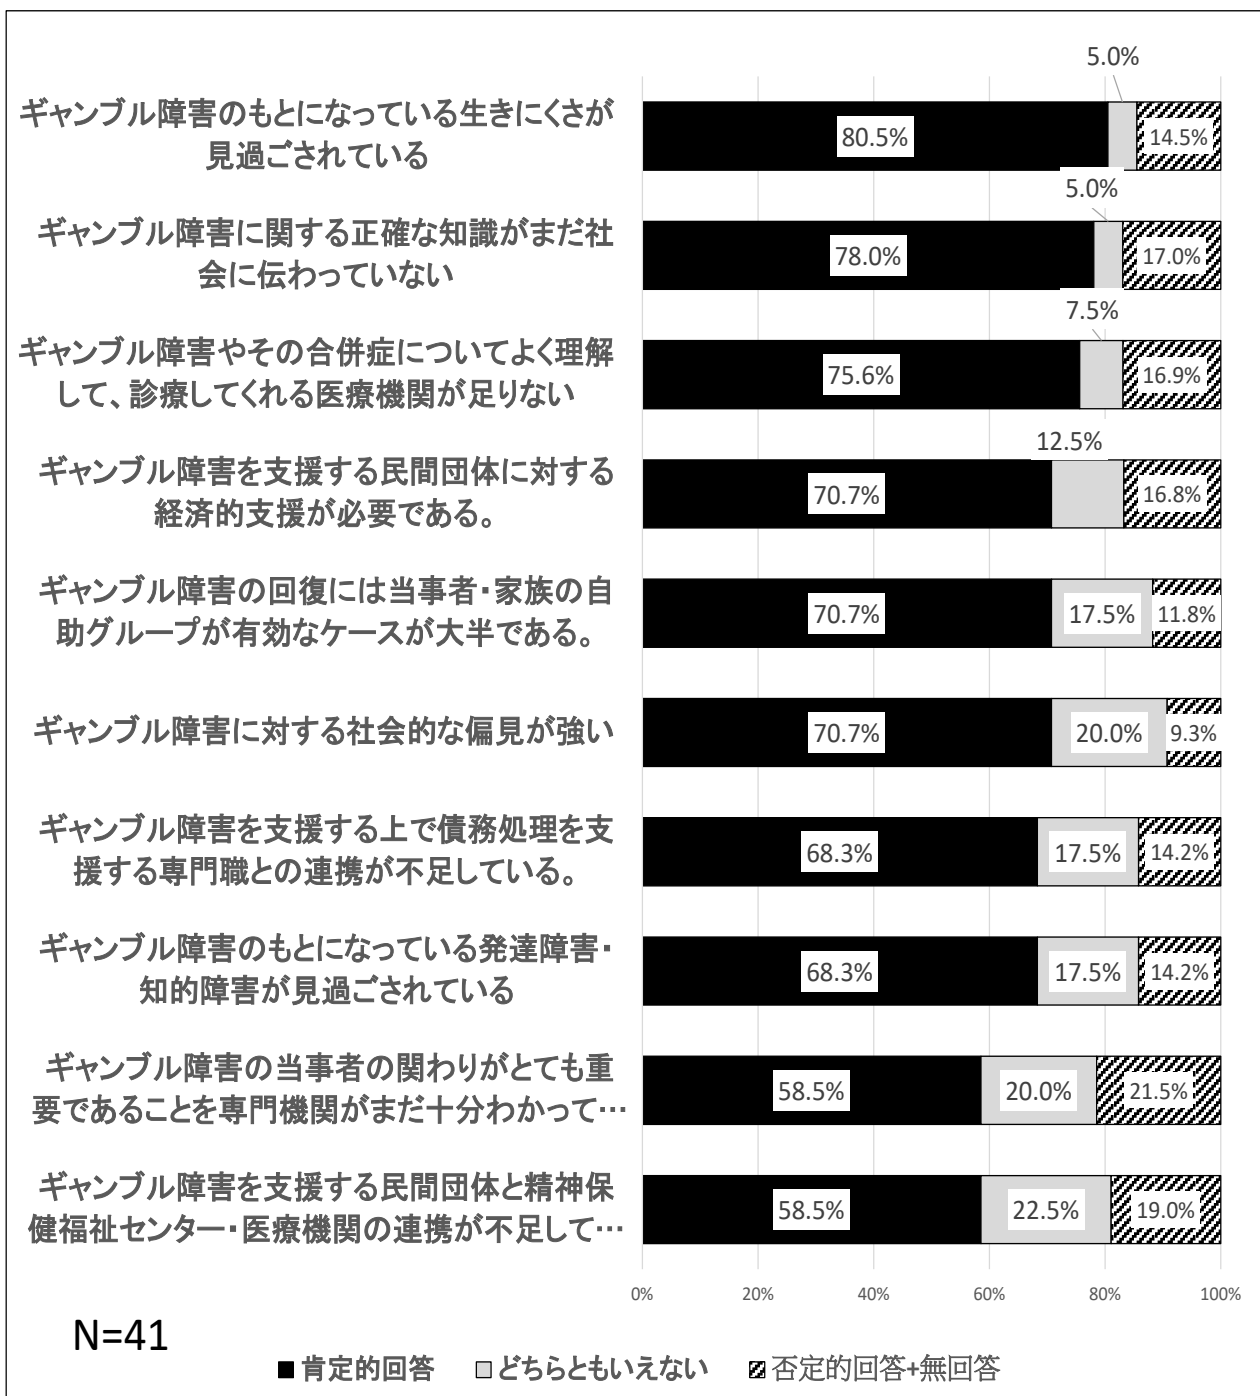 5.0%
ギャンブル障害のもとになっている生きにくさが
見過ごされている
80.5%
14.5%
5.0%
ギャンブル障害に関する正確な知識がまだ社
会に伝わっていない
78.0%
17.0%
7.5%
ギャンブル障害やその合併症についてよく理解
して、診療してくれる医療機関が足りない
75.6%
16.9%
12.5%
ギャンブル障害を支援する民間団体に対する
経済的支援が必要である。
70.7%
16.8%
ギャンブル障害の回復には当事者・家族の自
助グループが有効なケースが大半である。
70.7%
17.5%
11.8%
ギャンブル障害に対する社会的な偏見が強い
70.7%
20.0%
9.3%
ギャンブル障害を支援する上で債務処理を支
援する専門職との連携が不足している。
68.3%
17.5%
14.2%
ギャンブル障害のもとになっている発達障害・
知的障害が見過ごされている
68.3%
17.5%
14.2%
ギャンブル障害の当事者の関わりがとても重
要であることを専門機関がまだ十分わかって…
58.5%
20.0%
21.5%
ギャンブル障害を支援する民間団体と精神保
健福祉センター・医療機関の連携が不足して…
58.5%
22.5%
19.0%
0% 20% 40% 60% 80% 100%
N=41
肯定的回答 どちらともいえない 否定的回答+無回答